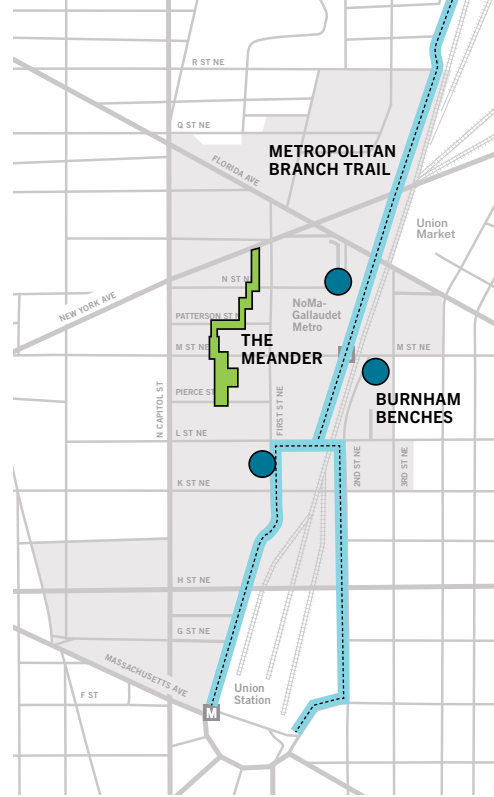 R ST NE
Q ST NE
FLORIDA AVE
METROPOLITAN
BRANCH TRAIL
Union
Market
N ST N
NoMa-
Gallaudet
Metro
NEW YORK AVE
PATTERSON ST N
M ST NE
THE
MEANDER
M ST NE
PIERCE ST
N CAPITOL ST
FIRST ST NE
BURNHAM
BENCHES
L ST NE
2ND ST NE
3RD ST NE
K ST NE
H ST NE
G ST NE
MASSACHUSETTS AVE
F ST
Union
Station
M